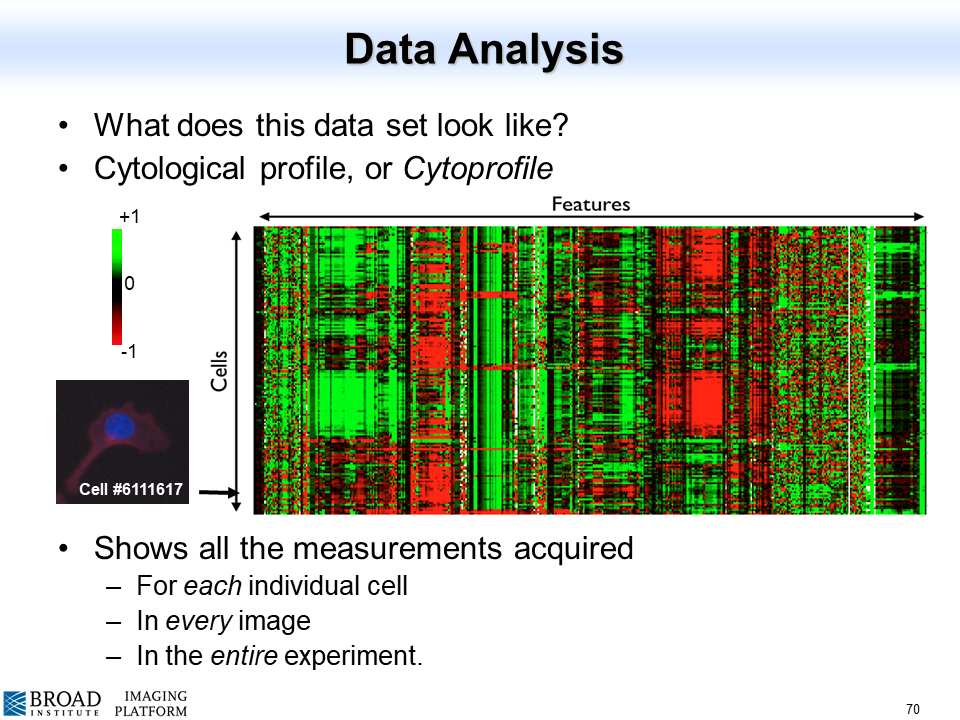 Data Analysis
• What does this data set look like?
• Cytological profile, or Cytoprofile
Features
+1
0
-1
Cells
Cell #6111617
• Shows all the measurements acquired
– For each individual cell
– In every image
– In the entire experiment.
BROAD
INSTITUTE
IMAGING
PLATFORM
70